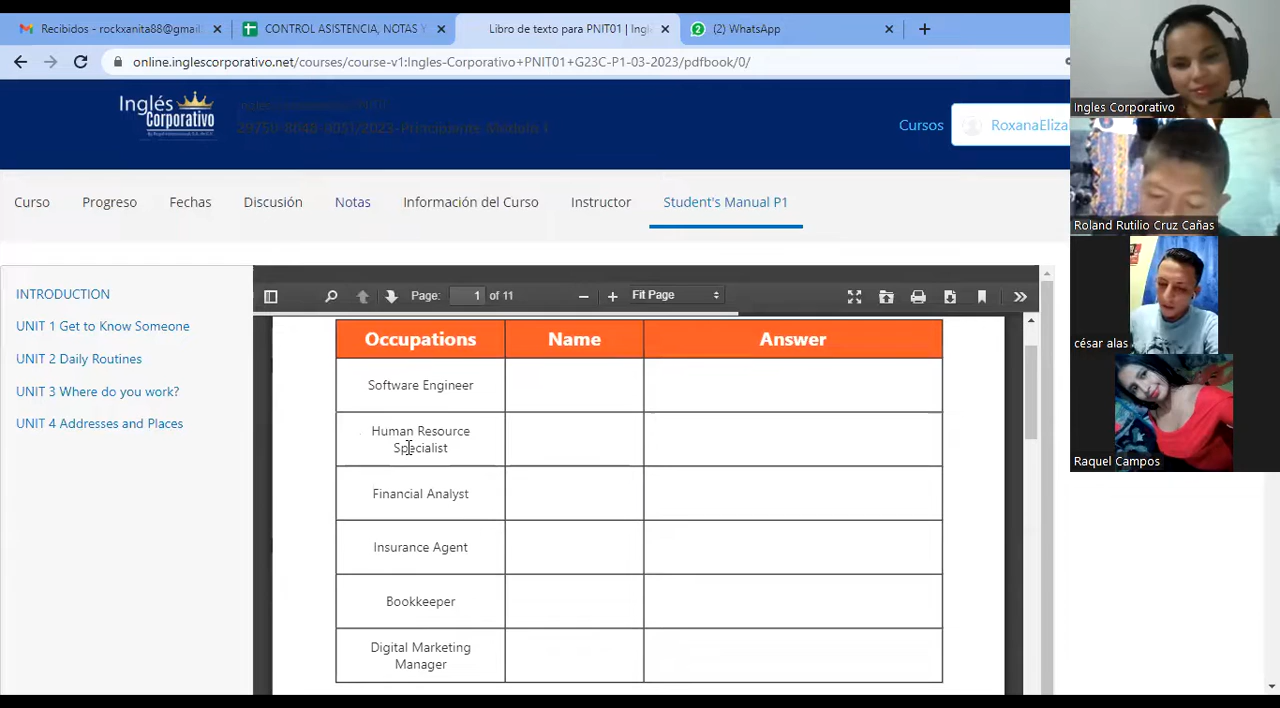 Recibidos - rockxanita88@gmail
CONTROL ASISTENCIA, NOTAS Y
Libro de texto para PNIT01 | Ingl
(2) WhatsApp
2
online.inglescorporativo.net/courses/course-v1:Ingles-Corporativo+PNIT01+G23C-P1-03-2023/pdfbook/0/
Inglés
Corporativo
Cursos
RoxanaEliza
Curso
Progreso
Fechas
Discusión
Notas
Información del Curso
Instructor
Student's Manual P1
INTRODUCTION
UNIT 1 Get to Know Someone
UNIT 2 Daily Routines
UNIT 3 Where do you work?
UNIT 4 Addresses and Places
Page: 1 of 11
Fit Page
Occupations Name Answer
Software Engineer
Human Resource
Specialist
Financial Analyst
Insurance Agent
Bookkeeper
Digital Marketing
Manager
Ingles Corporativo
Roland Rutilio Cruz Cañas
césar alas
Raquel Campos